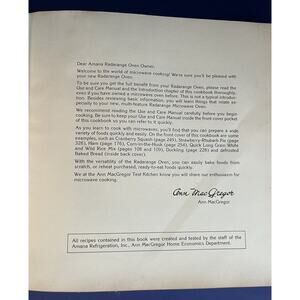 Dear Amana Radarange Oven Owner,
Welcome to the world of microwave cooking! We're sure you'll be pleased with your new Radarange Oven.
To be sure you get the full benefit from your Radarange Oven, please read the Use and Care Manual and the Introduction chapter of this cookbook thoroughly, even if you have owned a microwave oven before. This is not a typical introduction. Besides reviewing basic information, you will learn things that relate especially to your new, multi-feature Radarange Microwave Oven.
We recommend reading the Use and Care Manual carefully before you begin cooking. Be sure to keep your Use and Care Manual inside the front cover pocket of this cookbook so you can refer to it quickly.
As you learn to cook with microwaves, you'll find that you can prepare a wide variety of foods quickly and easily. On the front cover of this cookbook are some examples, such as Cranberry Punch (page 249), Strawberry-Rhubarb Pie (page 326), Ham (page 176), Corn-in-the-Husk (page 254), Quick Long Grain White and Wild Rice Mix (pages 108 and 109), Duckling (page 228) and defrosted Baked Bread (inside back cover).
With the versatility of the Radarange Oven, you can easily bake foods from scratch, or reheat purchased, ready-to-eat foods quickly.
We at the Ann MacGregor Test Kitchen know you will share our enthusiasm for microwave cooking.
Ann MacGregor
Ann MacGregor
All recipes contained in this book were created and tested by the staff of the
Amana Refrigeration, Inc., Ann MacGregor Home Economics Department.